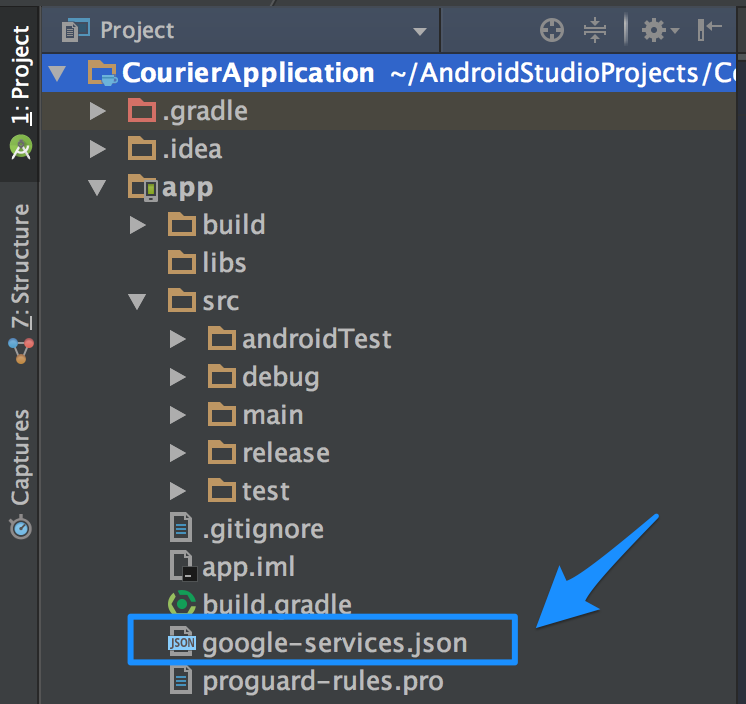 Project
CourierApplication ~/AndroidStudioProjects/Co
.gradle
.idea
app
build
libs
src
androidTest
debug
main
release
test
.gitignore
app.iml
build.gradle
JSON google-services.json
proguard-rules.pro
1: Project
7: Structure
Captures